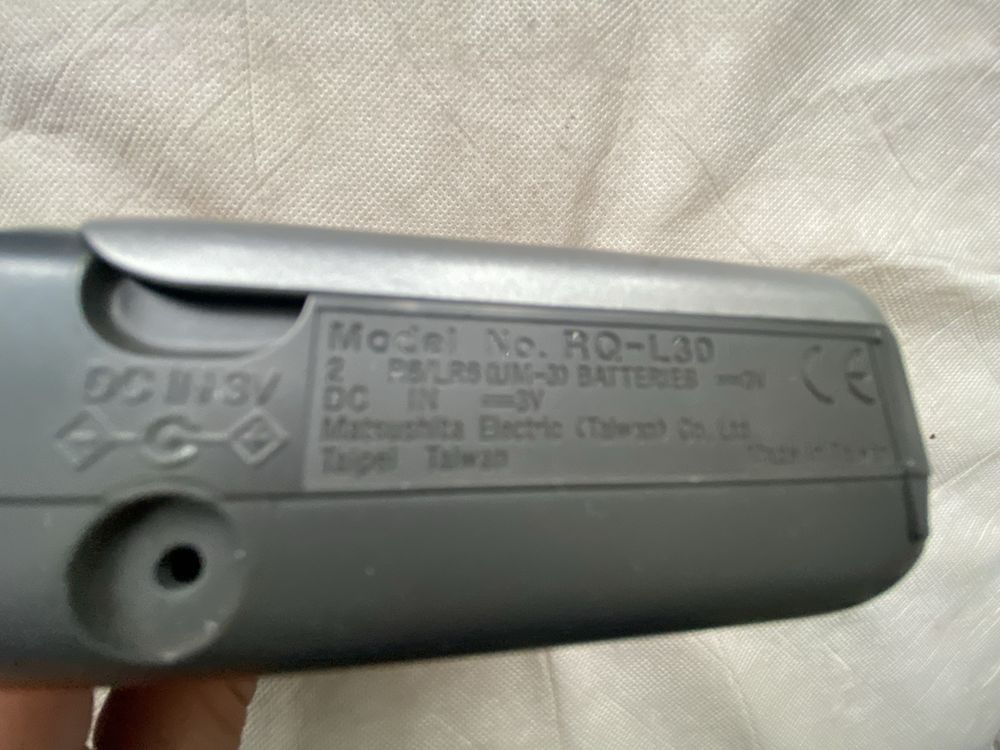 DC IN 3V
Model No. RQ-L30
2 R6/LR6 (UM-3) BATTERIES ⎓3V
DC IN ⎓3V
Matsushita Electric (Taiwan) Co., Ltd.
Taipei Taiwan
Made in Taiwan
CE